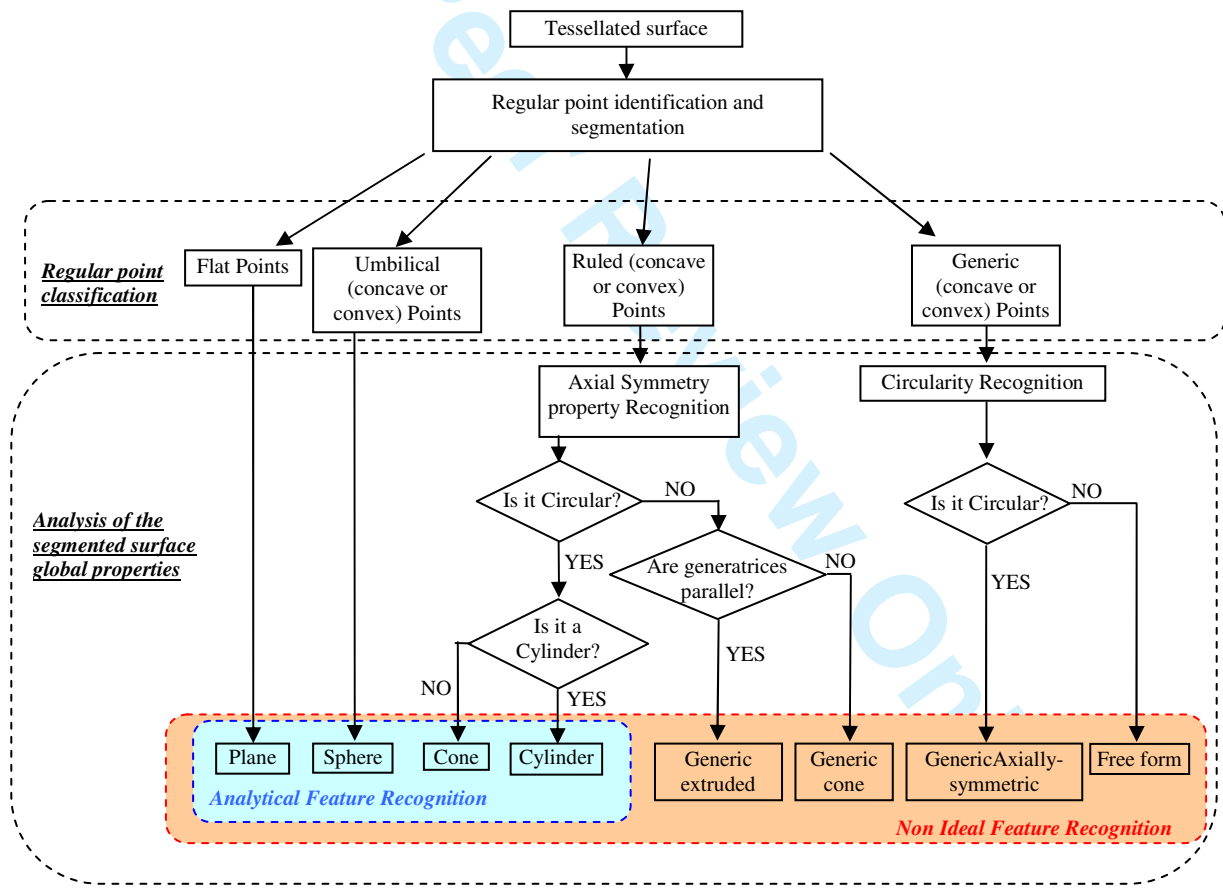 Tessellated surface
Regular point identification and
segmentation
Regular point
classification
Flat Points
Umbilical
(concave or
convex) Points
Ruled (concave
or convex)
Points
Generic
(concave or
convex) Points
Axial Symmetry
property Recognition
Circularity Recognition
Is it Circular?
NO
YES
Are generatrices
parallel?
NO
YES
Is it a
Cylinder?
NO
YES
Is it Circular?
NO
YES
Analysis of the
segmented surface
global properties
Plane
Sphere
Cone
Cylinder
Generic
extruded
Generic
cone
GenericAxially-
symmetric
Free form
Analytical Feature Recognition
Non Ideal Feature Recognition
Review